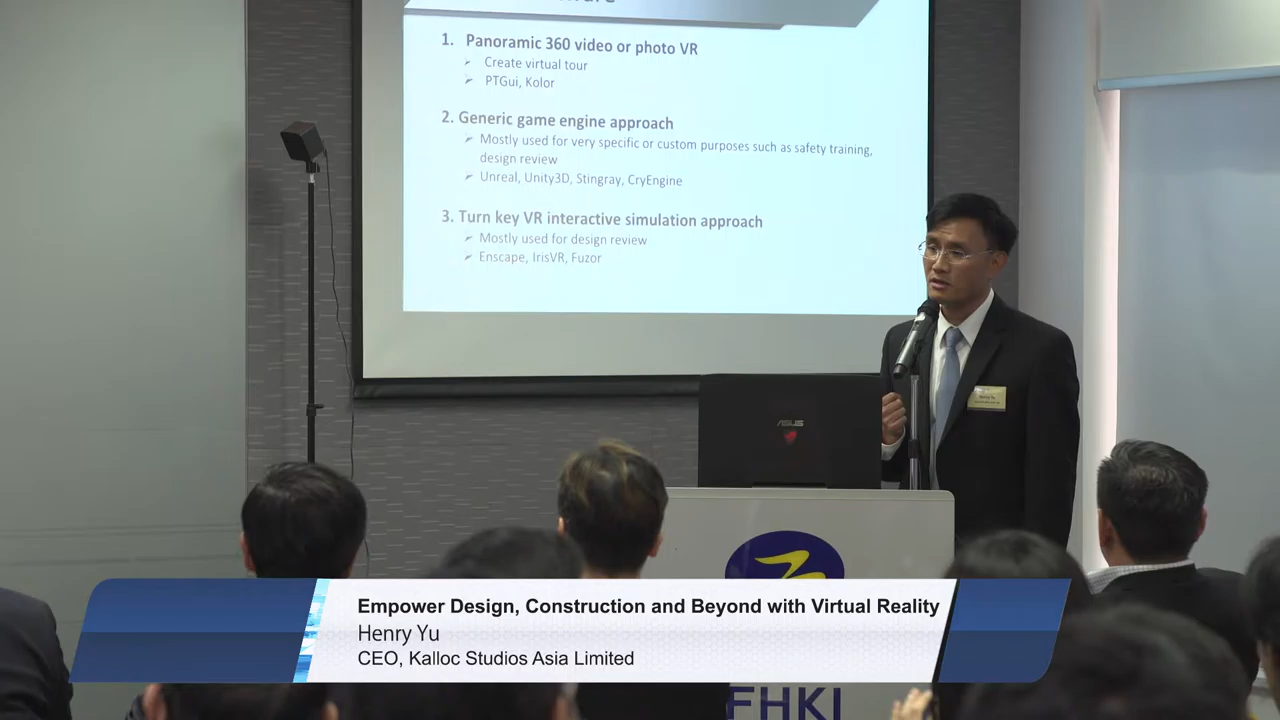 1. Panoramic 360 video or photo VR
Create virtual tour
PTGui, Kolor
2. Generic game engine approach
Mostly used for very specific or custom purposes such as safety training,
design review
Unreal, Unity3D, Stingray, CryEngine
3. Turn key VR interactive simulation approach
Mostly used for design review
Enscape, IrisVR, Fuzor
ASUS
Henry Yu
Empower Design, Construction and Beyond with Virtual Reality
Henry Yu
CEO, Kalloc Studios Asia Limited
FHKI